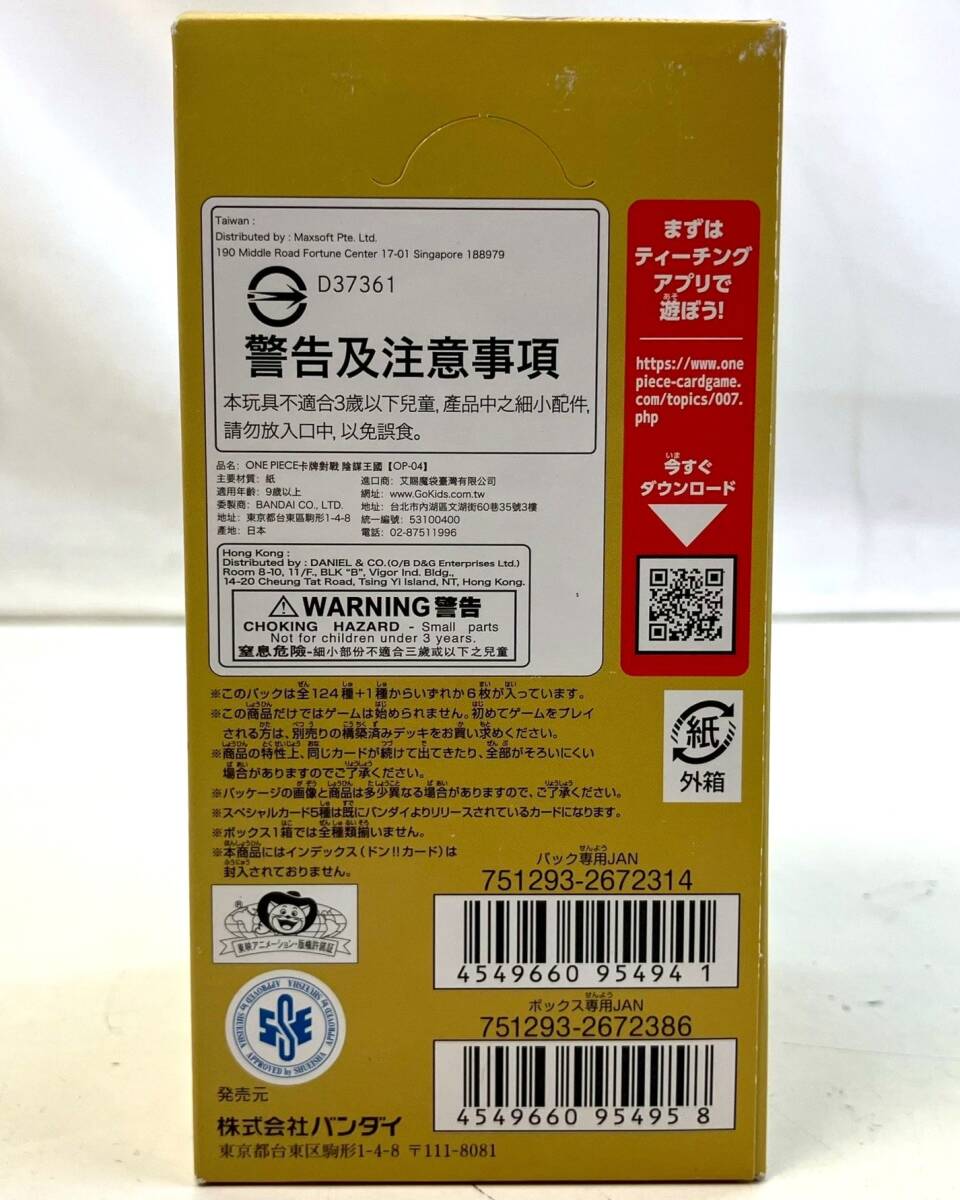 Taiwan :
Distributed by : Maxsoft Pte. Ltd.
190 Middle Road Fortune Center 17-01 Singapore 188979
D37361
警告及注意事項
本玩具不適合3歲以下兒童, 產品中之細小配件,
請勿放入口中, 以免誤食。
品名: ONE PIECE卡牌對戰 陰謀王國【OP-04】
主要材質: 紙
適用年齡: 9歲以上
委製商: BANDAI CO., LTD.
地址: 東京都台東區駒形1-4-8
產地: 日本
進口商: 艾賜魔袋臺灣有限公司
網址: www.GoKids.com.tw
地址: 台北市內湖區文湖街60巷35號3樓
統一編號: 53100400
電話: 02-87511996
Hong Kong :
Distributed by : DANIEL & CO.(O/B D&G Enterprises Ltd.)
Room 8-10, 11/F., BLK “B”, Vigor Ind. Bldg.,
14-20 Cheung Tat Road, Tsing Yi Island, NT, Hong Kong.
⚠ WARNING 警告
CHOKING HAZARD - Small parts
Not for children under 3 years.
窒息危險-細小部份不適合三歲或以下之兒童
まずは
ティーチング
アプリで
遊ぼう!
https://www.one
piece-cardgame.
com/topics/007.
php
今すぐ
ダウンロード
※このパックは全124種+1種からいずれか6枚が入っています。
※この商品だけではゲームは始められません。初めてゲームをプレイ
される方は、別売りの構築済みデッキをお買い求めください。
※商品の特性上、同じカードが続けて出てきたり、全部がそろいにくい
場合がありますのでご了承ください。
※パッケージの画像と商品は多少異なる場合がありますので、ご了承ください。
※スペシャルカード5種は既にバンダイよりリリースされているカードになります。
※ボックス1箱では全種類揃いません。
※本商品にはインデックス(ドン!!カード)は
封入されておりません。
紙
外箱
パック専用JAN
751293-2672314
4549660 954941
ボックス専用JAN
751293-2672386
4549660 954958
東映アニメーション・版権許諾証
APPROVED by SHUEISHA
発売元
株式会社バンダイ
東京都台東区駒形1-4-8 〒111-8081